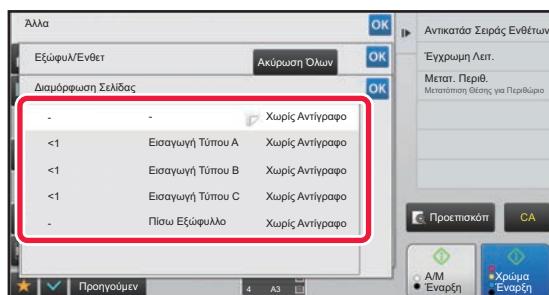 Άλλα OK
Εξώφυλ/Ένθετ Ακύρωση Όλων OK
Διαμόρφωση Σελίδας OK
- - Χωρίς Αντίγραφο
<1 Εισαγωγή Τύπου A Χωρίς Αντίγραφο
<1 Εισαγωγή Τύπου B Χωρίς Αντίγραφο
<1 Εισαγωγή Τύπου C Χωρίς Αντίγραφο
- Πίσω Εξώφυλλο Χωρίς Αντίγραφο
Προηγούμεν
4 A3
Αντικατάσ Σειράς Ενθέτων
Έγχρωμη Λειτ.
Μετατ. Περιθ.
Μετατόπιση Θέσης για Περιθώριο
Προεπισκόπ CA
Α/Μ
Έναρξη
Χρώμα
Έναρξη